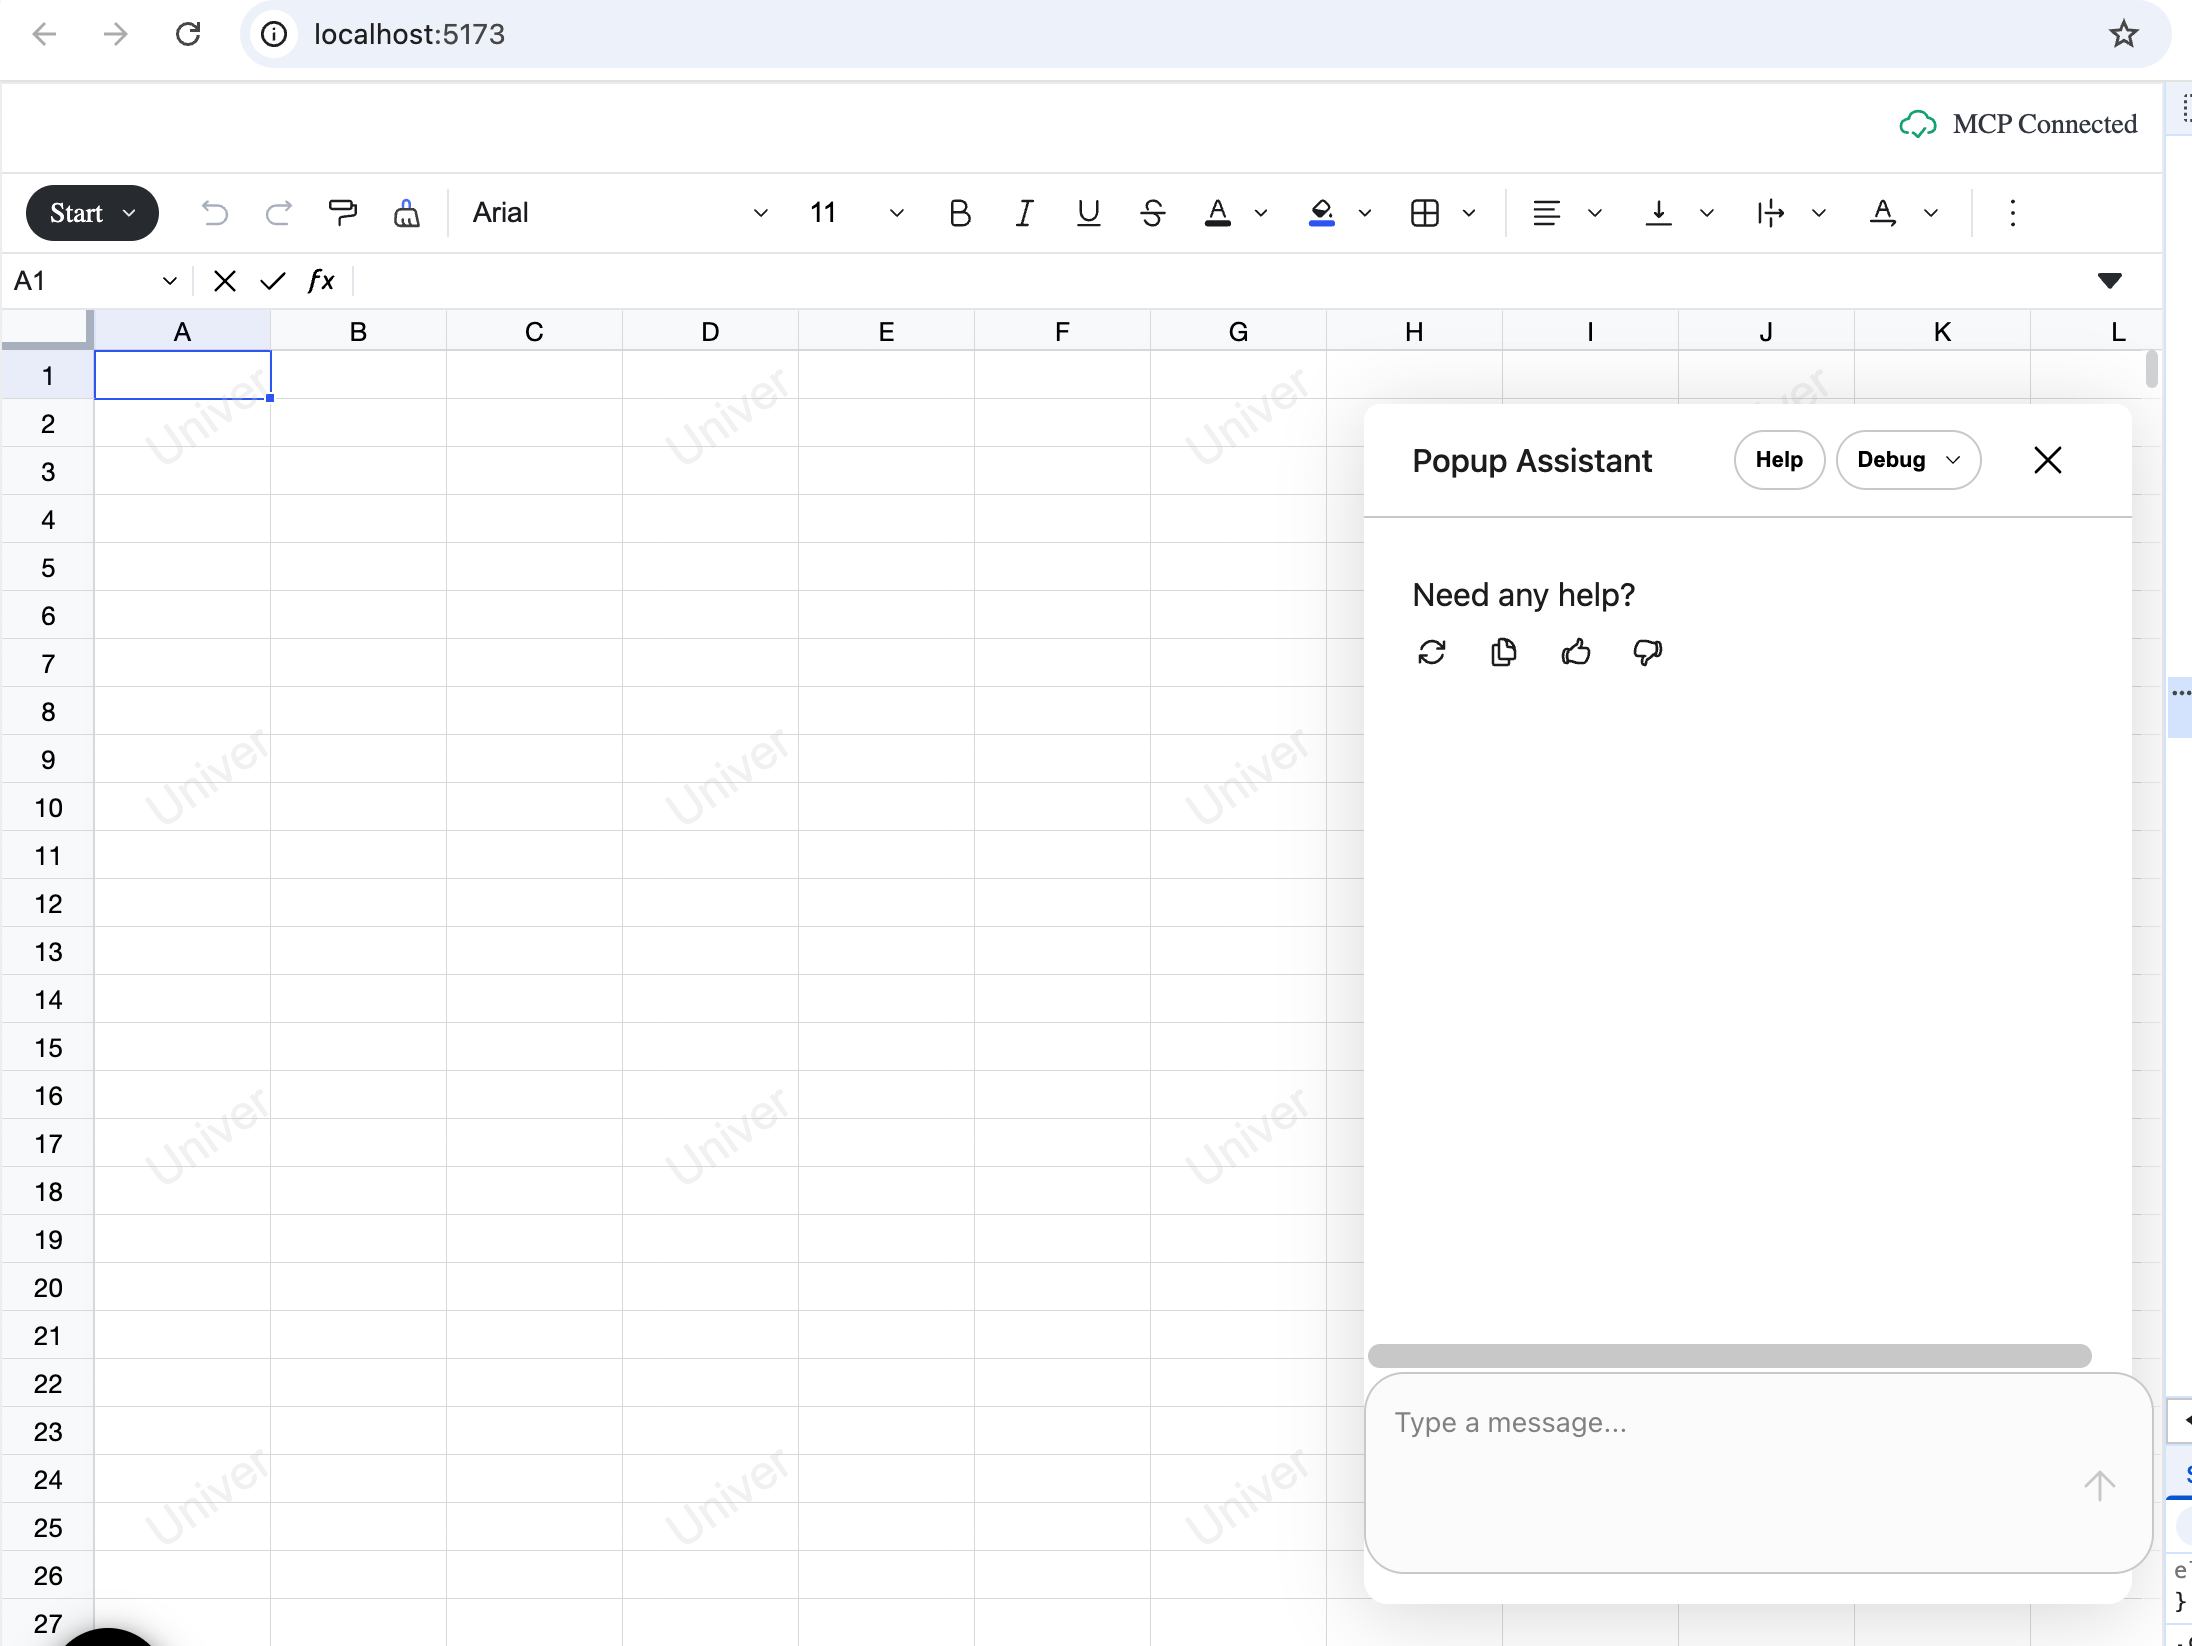 localhost:5173
MCP Connected
Start Arial 11 B I U S A A
A1 fx
A B C D E F G H I J K L
1
2
3
4
5
6
7
8
9
10
11
12
13
14
15
16
17
18
19
20
21
22
23
24
25
26
27
Univer Univer Univer Univer
Univer Univer Univer
Univer Univer Univer
Univer Univer Univer
Popup Assistant Help Debug
Need any help?
Type a message...
}